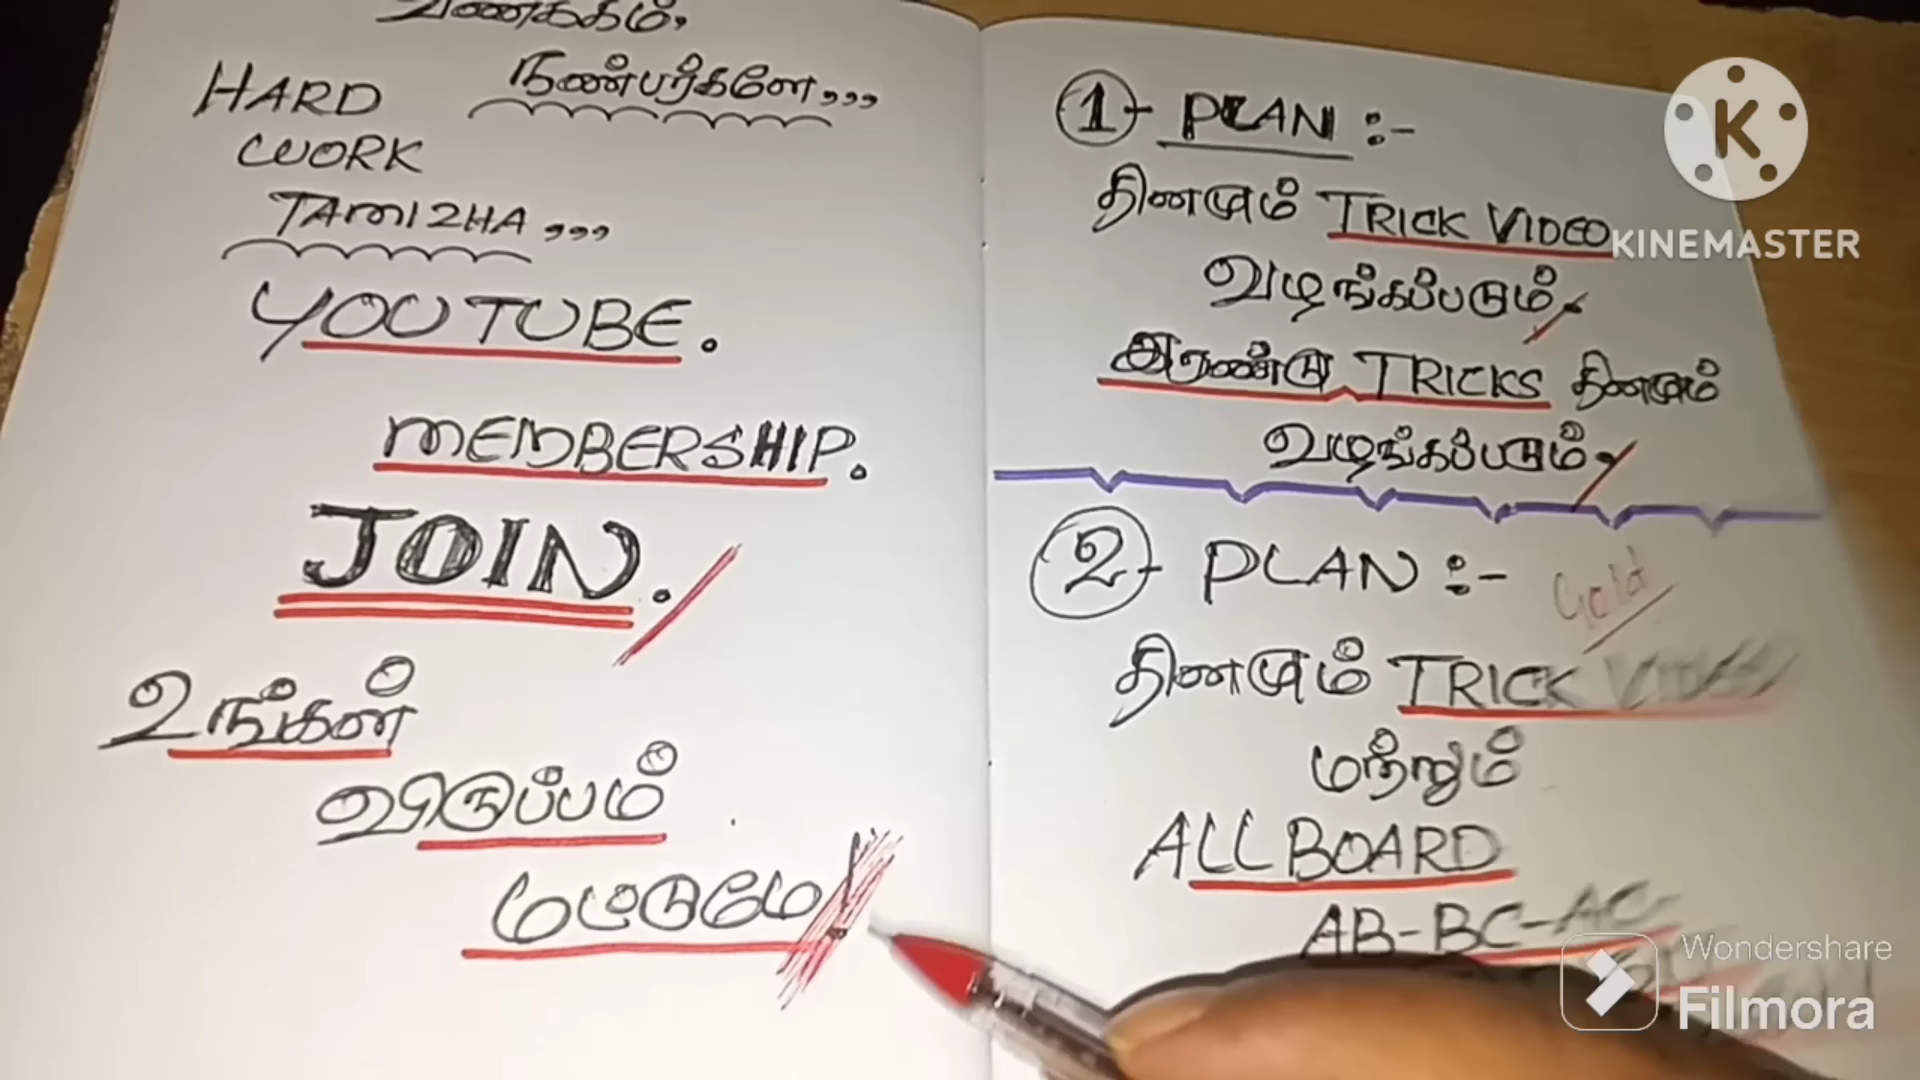 வணக்கம்,
நண்பர்களே,,,
HARD
WORK
TAMIZHA,,,
YOUTUBE.
MEMBERSHIP.
JOIN.
உங்கள்
விருப்பம்
மட்டுமே
1- PLAN :-
தினமும் TRICK VIDEO
வழங்கப்படும்.
இரண்டு TRICKS தினமும்
வழங்கப்படும்.
2- PLAN :- Gold
தினமும் TRICK VIDEO
மற்றும்
ALL BOARD
AB-BC-AC-
KINEMASTER
Wondershare
Filmora